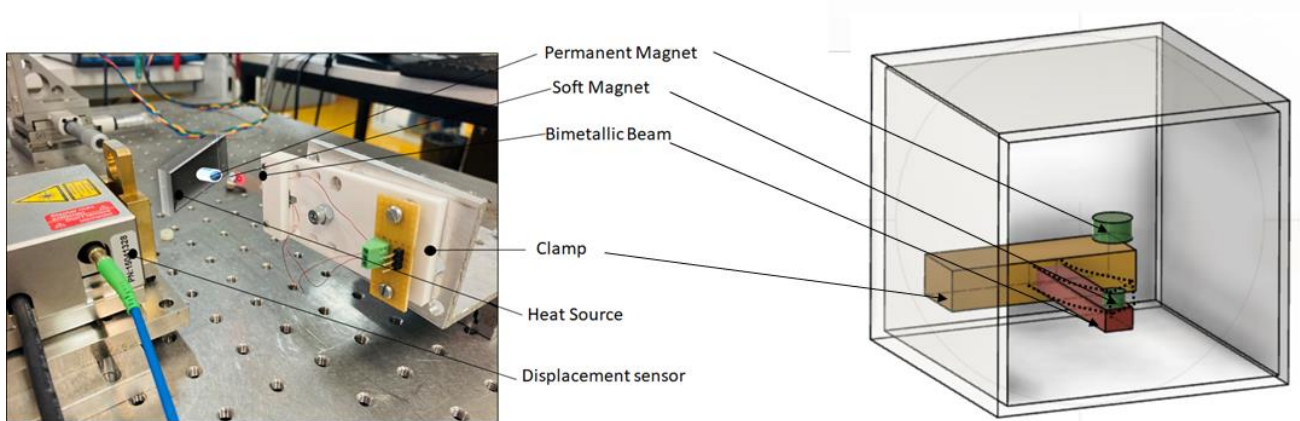 Permanent Magnet
Soft Magnet
Bimetallic Beam
Clamp
Heat Source
Displacement sensor